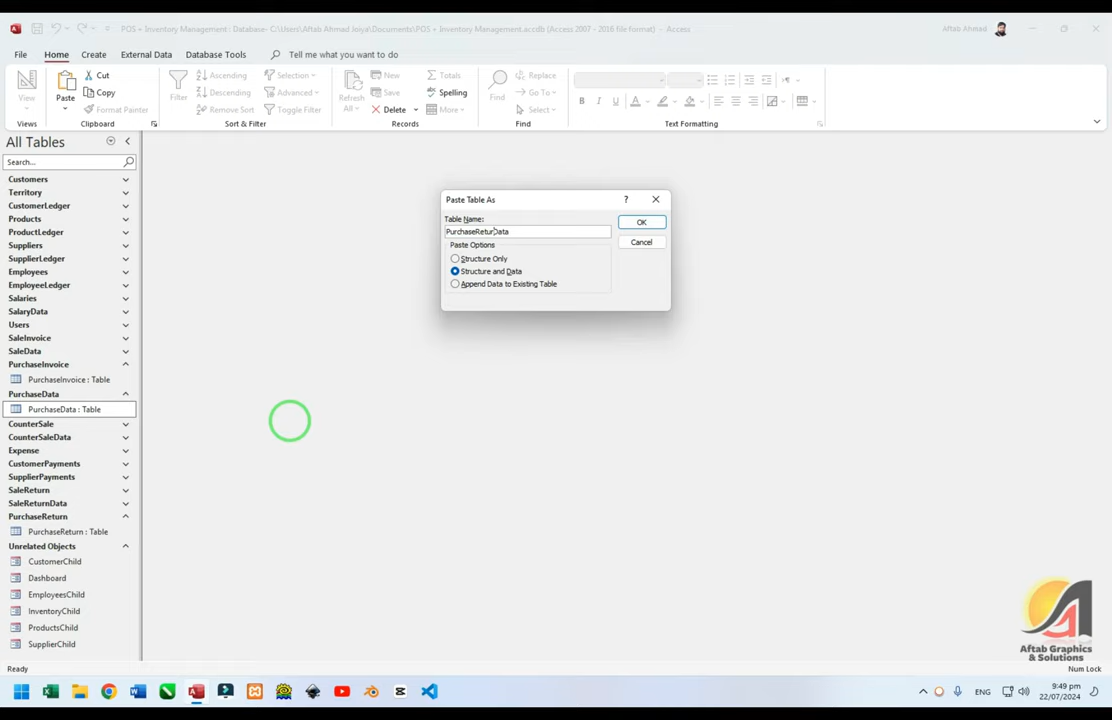 POS + Inventory Management : Database- C:\Users\Aftab Ahmad Joiya\Documents\POS + Inventory Management.accdb (Access 2007 - 2016 file format) - Access
Aftab Ahmad
File Home Create External Data Database Tools Tell me what you want to do
View
Views
Paste
Cut
Copy
Format Painter
Clipboard
Filter
Ascending
Descending
Remove Sort
Selection
Advanced
Toggle Filter
Sort & Filter
Refresh All
New
Save
Delete
Totals
Spelling
More
Records
Find
Replace
Go To
Select
Find
B I U A
Text Formatting
All Tables
Search...
Customers
Territory
CustomerLedger
Products
ProductLedger
Suppliers
SupplierLedger
Employees
EmployeeLedger
Salaries
SalaryData
Users
SaleInvoice
SaleData
PurchaseInvoice
PurchaseInvoice : Table
PurchaseData
PurchaseData : Table
CounterSale
CounterSaleData
Expense
CustomerPayments
SupplierPayments
SaleReturn
SaleReturnData
PurchaseReturn
PurchaseReturn : Table
Unrelated Objects
CustomerChild
Dashboard
EmployeesChild
InventoryChild
ProductsChild
SupplierChild
Paste Table As
?
Table Name:
PurchaseReturData
OK
Paste Options
Cancel
Structure Only
Structure and Data
Append Data to Existing Table
Aftab Graphics
& Solutions
Ready
Num Lock
ENG
9:49 pm
22/07/2024